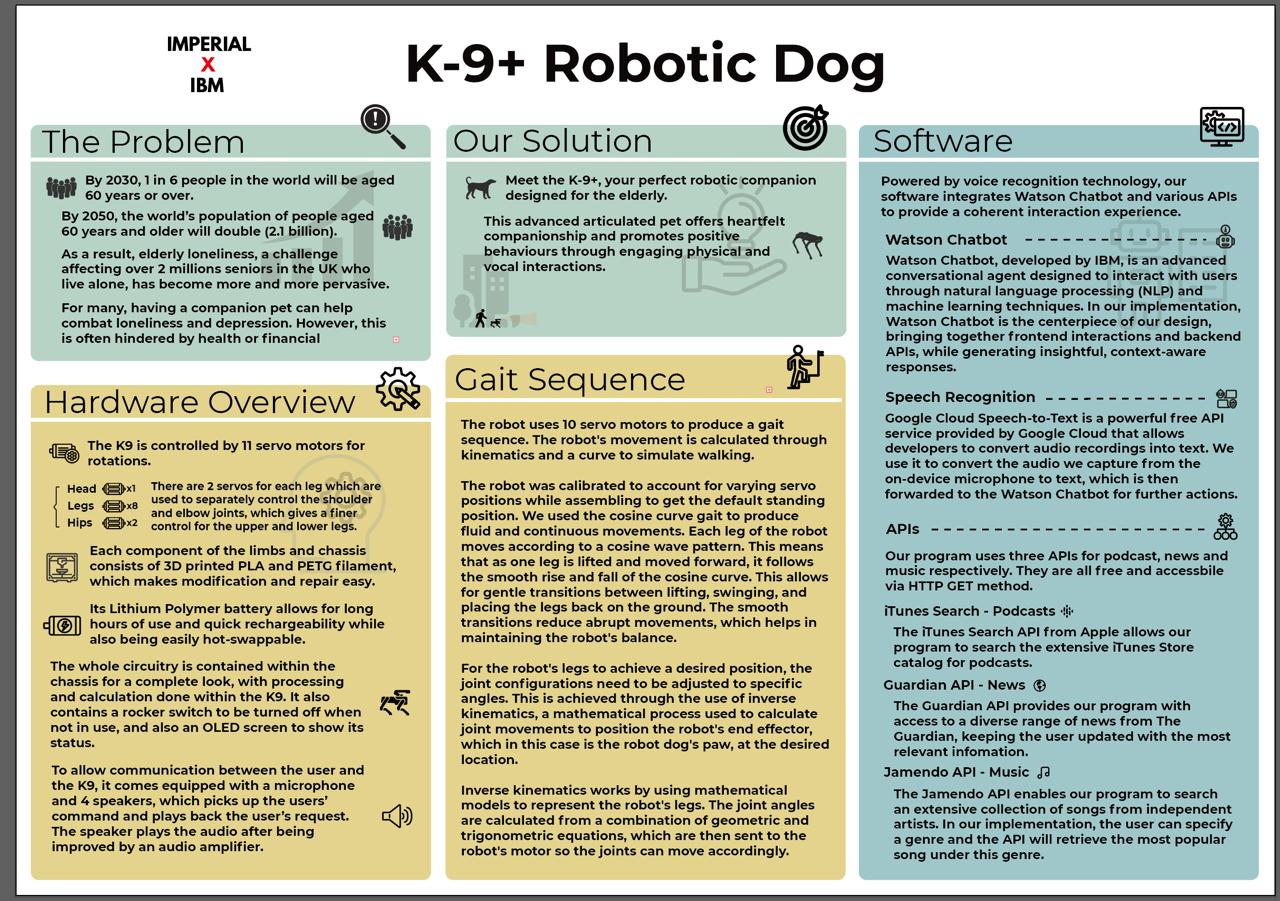 IMPERIAL
X
IBM
K-9+ Robotic Dog
The Problem
By 2030, 1 in 6 people in the world will be aged
60 years or over.
By 2050, the world's population of people aged
60 years and older will double (2.1 billion).
As a result, elderly loneliness, a challenge
affecting over 2 millions seniors in the UK who
live alone, has become more and more pervasive.
For many, having a companion pet can help
combat loneliness and depression. However, this
is often hindered by health or financial
Hardware Overview
The K9 is controlled by 11 servo motors for
rotations.
Head x1
Legs x8
Hips x2
There are 2 servos for each leg which are
used to separately control the shoulder
and elbow joints, which gives a finer
control for the upper and lower legs.
Each component of the limbs and chassis
consists of 3D printed PLA and PETG filament,
which makes modification and repair easy.
Its Lithium Polymer battery allows for long
hours of use and quick rechargeability while
also being easily hot-swappable.
The whole circuitry is contained within the
chassis for a complete look, with processing
and calculation done within the K9. It also
contains a rocker switch to be turned off when
not in use, and also an OLED screen to show its
status.
To allow communication between the user and
the K9, it comes equipped with a microphone
and 4 speakers, which picks up the users'
command and plays back the user's request.
The speaker plays the audio after being
improved by an audio amplifier.
Our Solution
Meet the K-9+, your perfect robotic companion
designed for the elderly.
This advanced articulated pet offers heartfelt
companionship and promotes positive
behaviours through engaging physical and
vocal interactions.
Gait Sequence
The robot uses 10 servo motors to produce a gait
sequence. The robot's movement is calculated through
kinematics and a curve to simulate walking.
The robot was calibrated to account for varying servo
positions while assembling to get the default standing
position. We used the cosine curve gait to produce
fluid and continuous movements. Each leg of the robot
moves according to a cosine wave pattern. This means
that as one leg is lifted and moved forward, it follows
the smooth rise and fall of the cosine curve. This allows
for gentle transitions between lifting, swinging, and
placing the legs back on the ground. The smooth
transitions reduce abrupt movements, which helps in
maintaining the robot's balance.
For the robot's legs to achieve a desired position, the
joint configurations need to be adjusted to specific
angles. This is achieved through the use of inverse
kinematics, a mathematical process used to calculate
joint movements to position the robot's end effector,
which in this case is the robot dog's paw, at the desired
location.
Inverse kinematics works by using mathematical
models to represent the robot's legs. The joint angles
are calculated from a combination of geometric and
trigonometric equations, which are then sent to the
robot's motor so the joints can move accordingly.
Software
Powered by voice recognition technology, our
software integrates Watson Chatbot and various APIs
to provide a coherent interaction experience.
Watson Chatbot
Watson Chatbot, developed by IBM, is an advanced
conversational agent designed to interact with users
through natural language processing (NLP) and
machine learning techniques. In our implementation,
Watson Chatbot is the centerpiece of our design,
bringing together frontend interactions and backend
APIs, while generating insightful, context-aware
responses.
Speech Recognition
Google Cloud Speech-to-Text is a powerful free API
service provided by Google Cloud that allows
developers to convert audio recordings into text. We
use it to convert the audio we capture from the
on-device microphone to text, which is then
forwarded to the Watson Chatbot for further actions.
APIs
Our program uses three APIs for podcast, news and
music respectively. They are all free and accessbile
via HTTP GET method.
iTunes Search - Podcasts
The iTunes Search API from Apple allows our
program to search the extensive iTunes Store
catalog for podcasts.
Guardian API - News
The Guardian API provides our program with
access to a diverse range of news from The
Guardian, keeping the user updated with the most
relevant infomation.
Jamendo API - Music
The Jamendo API enables our program to search
an extensive collection of songs from independent
artists. In our implementation, the user can specify
a genre and the API will retrieve the most popular
song under this genre.